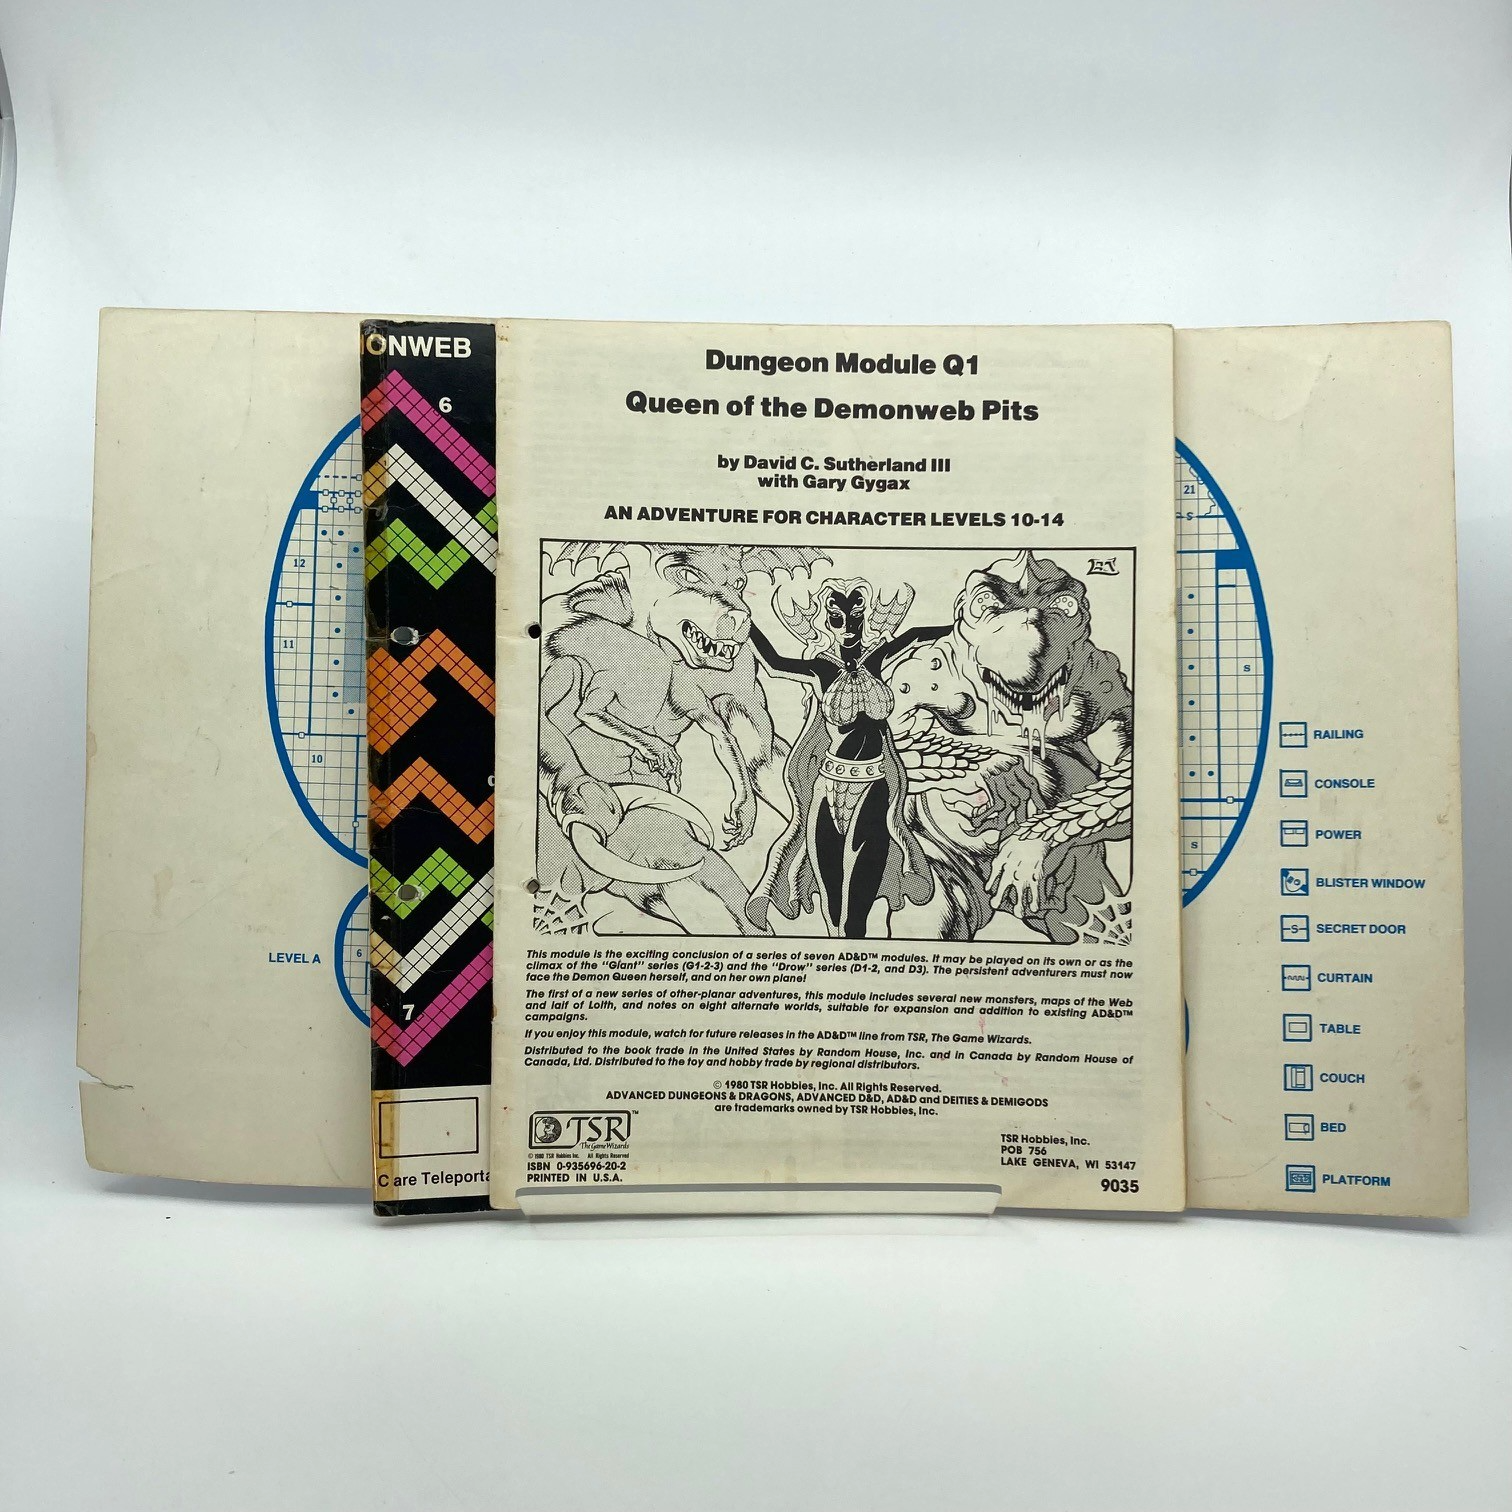 ONWEB
6
7
C are Teleporta
12
11
10
6
LEVEL A
Dungeon Module Q1
Queen of the Demonweb Pits
by David C. Sutherland III
with Gary Gygax
AN ADVENTURE FOR CHARACTER LEVELS 10-14
This module is the exciting conclusion of a series of seven AD&D™ modules. It may be played on its own or as the
climax of the "Giant" series (G1-2-3) and the "Drow" series (D1-2, and D3). The persistent adventurers must now
face the Demon Queen herself, and on her own plane!
The first of a new series of other-planar adventures, this module includes several new monsters, maps of the Web
and lair of Lolth, and notes on eight alternate worlds, suitable for expansion and addition to existing AD&D™
campaigns.
If you enjoy this module, watch for future releases in the AD&D™ line from TSR, The Game Wizards.
Distributed to the book trade in the United States by Random House, Inc. and in Canada by Random House of
Canada, Ltd. Distributed to the toy and hobby trade by regional distributors.
© 1980 TSR Hobbies, Inc. All Rights Reserved.
ADVANCED DUNGEONS & DRAGONS, ADVANCED D&D, AD&D and DEITIES & DEMIGODS
are trademarks owned by TSR Hobbies, Inc.
TSR™
The Game Wizards
© 1980 TSR Hobbies Inc. All Rights Reserved
ISBN 0-935696-20-2
PRINTED IN U.S.A.
TSR Hobbies, Inc.
POB 756
LAKE GENEVA, WI 53147
9035
21
S
S
S
RAILING
CONSOLE
POWER
BLISTER WINDOW
S SECRET DOOR
CURTAIN
TABLE
COUCH
BED
PLATFORM